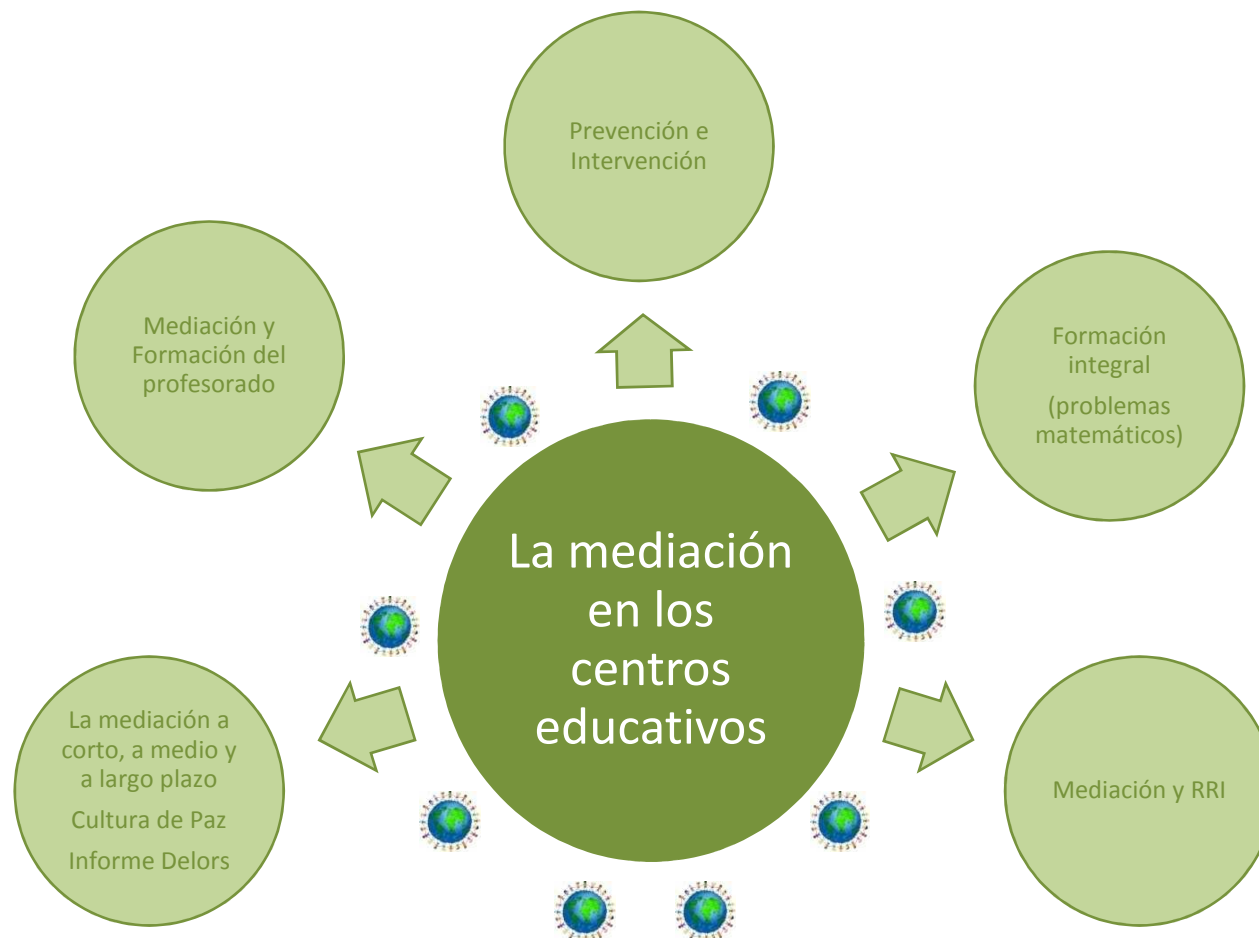 Prevención e
Intervención
Mediación y
Formación del
profesorado
Formación
integral
(problemas
matemáticos)
La mediación
en los
centros
educativos
La mediación a
corto, a medio y
a largo plazo
Cultura de Paz
Informe Delors
Mediación y RRI